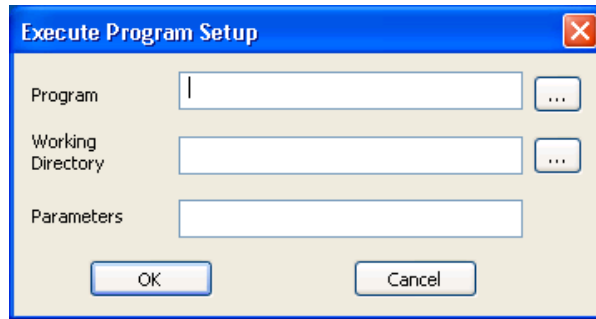 Execute Program Setup
Program
...
Working
Directory
...
Parameters
OK
Cancel